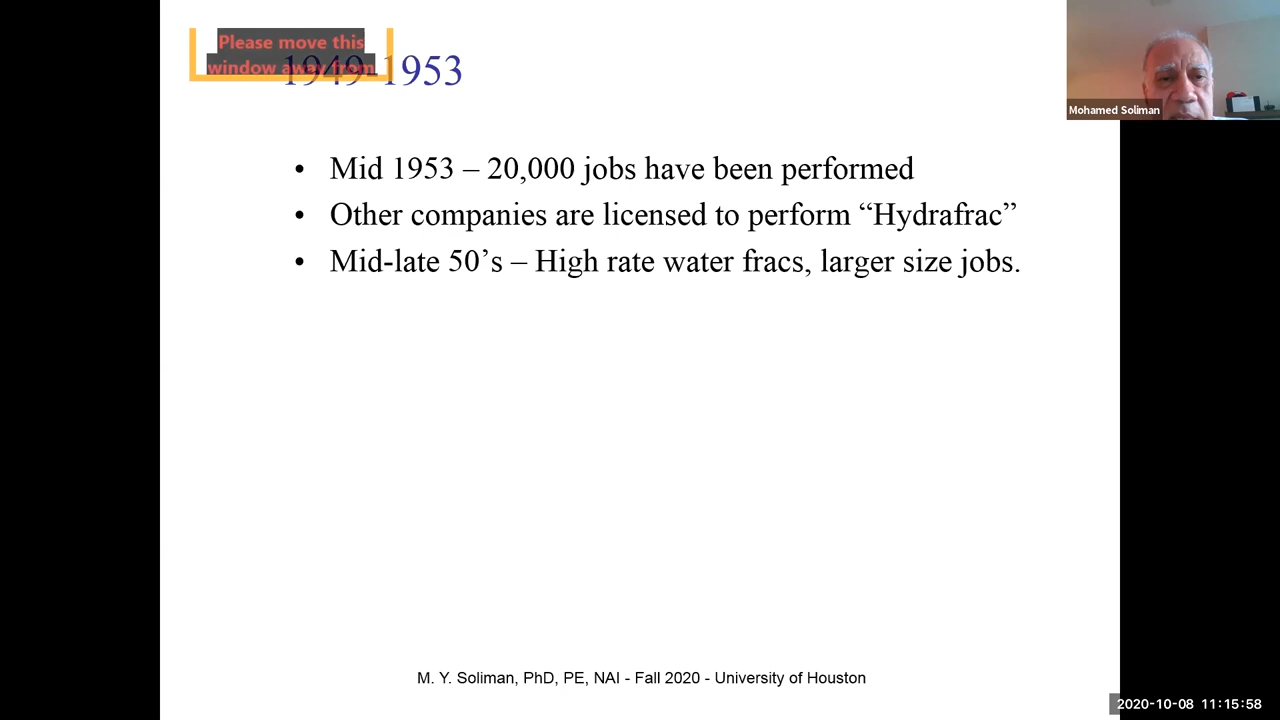 Please move this
window away from
1949-1953
Mohamed Soliman
• Mid 1953 – 20,000 jobs have been performed
• Other companies are licensed to perform “Hydrafrac”
• Mid-late 50’s – High rate water fracs, larger size jobs.
M. Y. Soliman, PhD, PE, NAI - Fall 2020 - University of Houston
2020-10-08 11:15:58